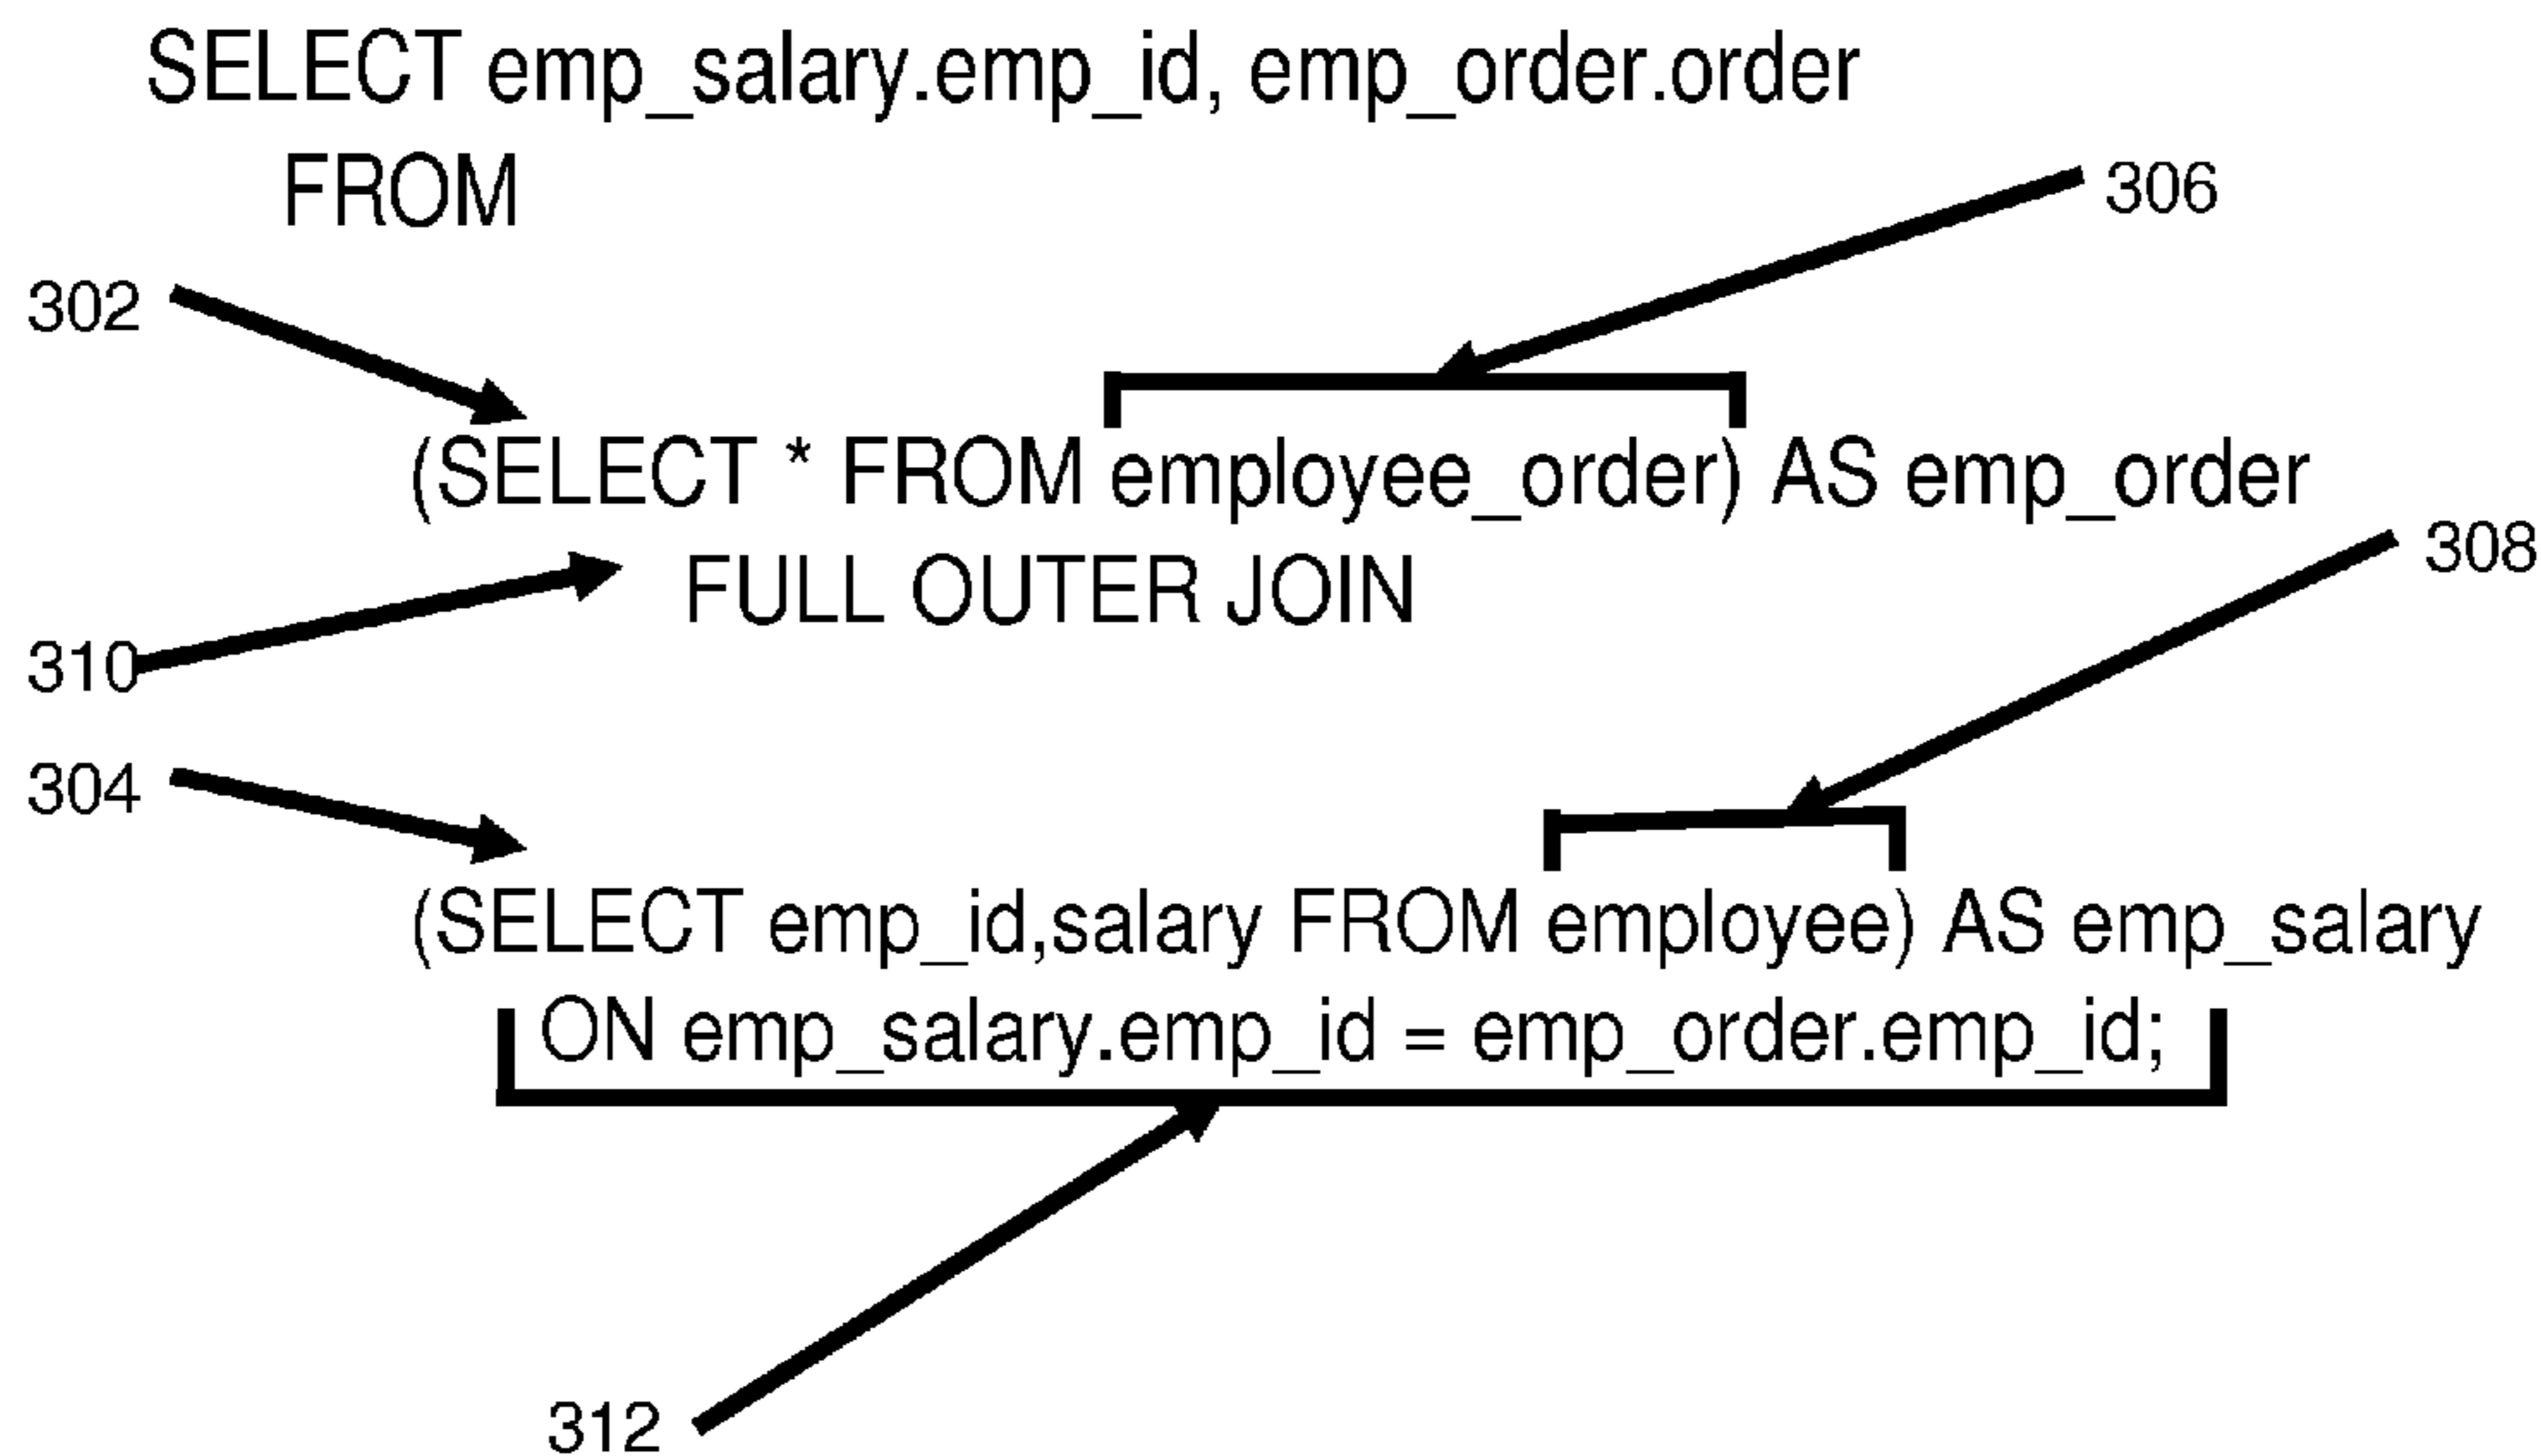 SELECT emp_salary.emp_id, emp_order.order
FROM
306
302
(SELECT * FROM employee_order) AS emp_order
308
FULL OUTER JOIN
310
304
(SELECT emp_id,salary FROM employee) AS emp_salary
ON emp_salary.emp_id = emp_order.emp_id;
312